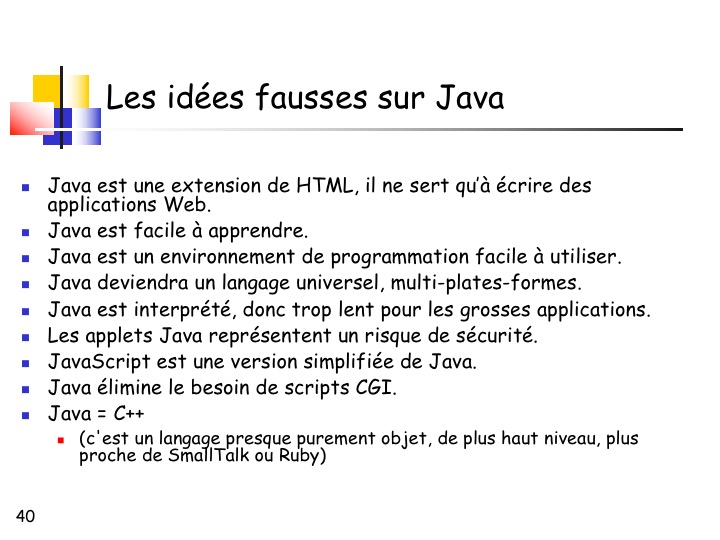 Les idées fausses sur Java
Java est une extension de HTML, il ne sert qu’à écrire des
applications Web.
Java est facile à apprendre.
Java est un environnement de programmation facile à utiliser.
Java deviendra un langage universel, multi-plates-formes.
Java est interprété, donc trop lent pour les grosses applications.
Les applets Java représentent un risque de sécurité.
JavaScript est une version simplifiée de Java.
Java élimine le besoin de scripts CGI.
Java = C++
(c'est un langage presque purement objet, de plus haut niveau, plus
proche de SmallTalk ou Ruby)
40